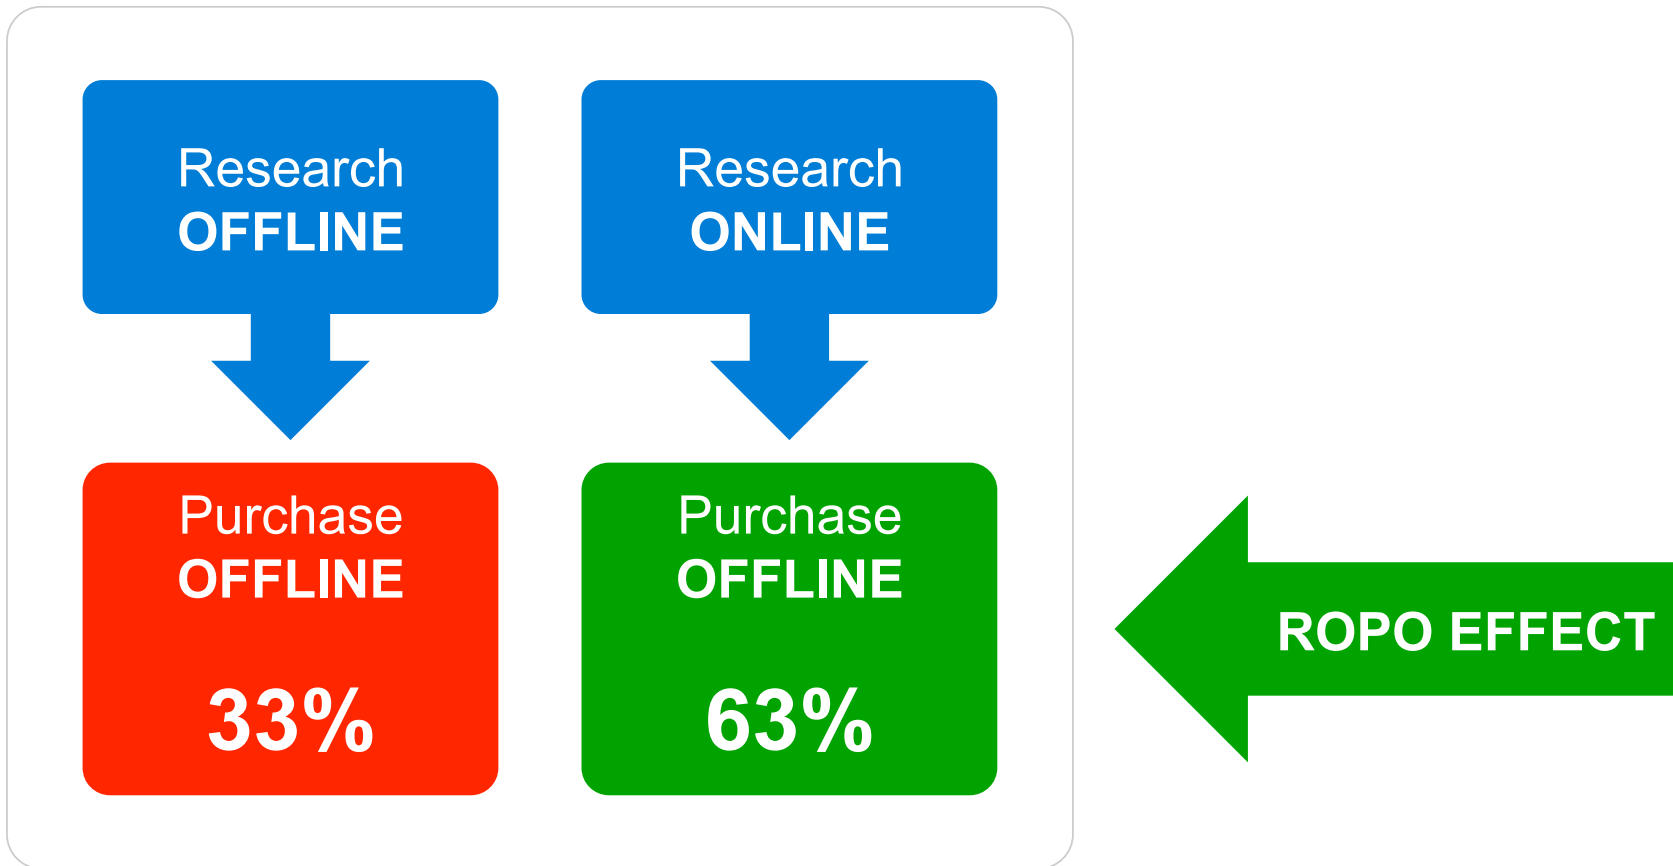 Research
OFFLINE
Research
ONLINE
Purchase
OFFLINE
33%
Purchase
OFFLINE
63%
ROPO EFFECT